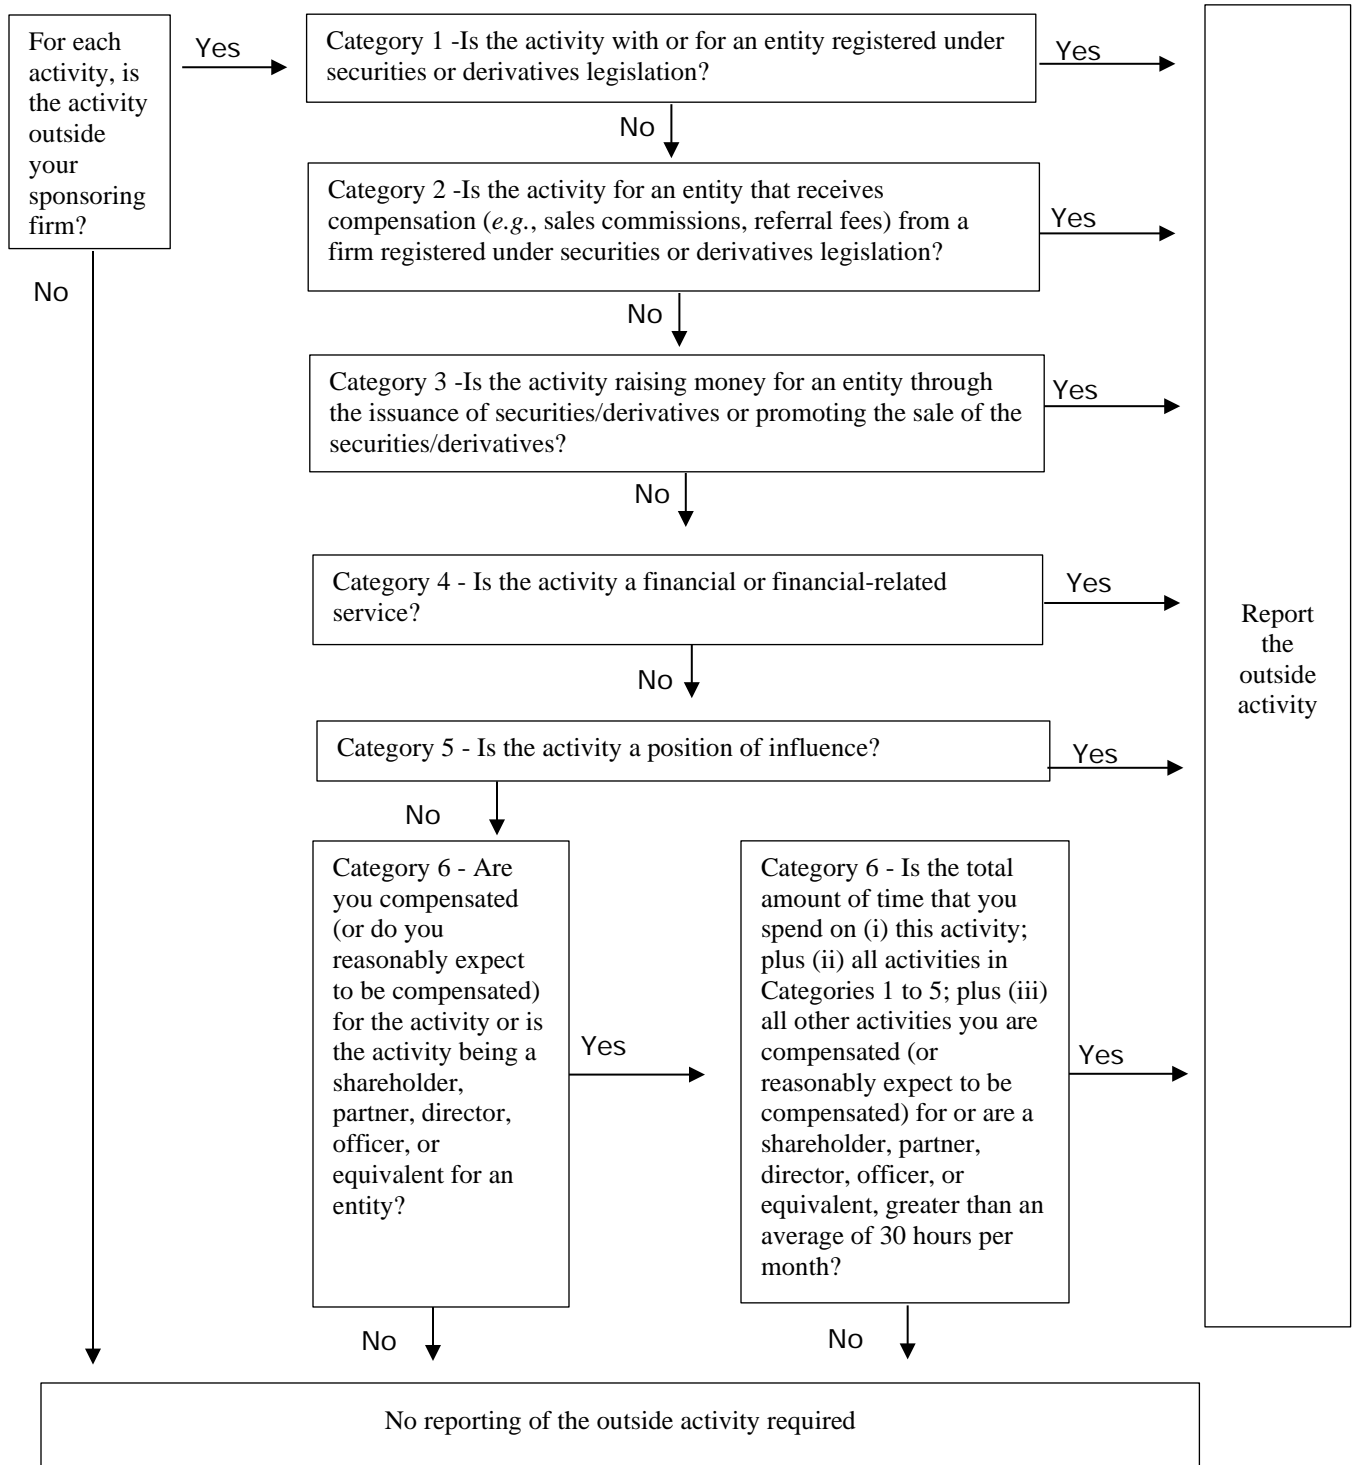 For each
activity, is
the activity
outside
your
sponsoring
firm?
Yes
Category 1 -Is the activity with or for an entity registered under
securities or derivatives legislation?
Yes
No
Category 2 -Is the activity for an entity that receives
compensation (e.g., sales commissions, referral fees) from a
firm registered under securities or derivatives legislation?
Yes
No
No
Category 3 -Is the activity raising money for an entity through
the issuance of securities/derivatives or promoting the sale of the
securities/derivatives?
Yes
No
Category 4 - Is the activity a financial or financial-related
service?
Yes
No
Category 5 - Is the activity a position of influence?
Yes
No
Category 6 - Are
you compensated
(or do you
reasonably expect
to be compensated)
for the activity or is
the activity being a
shareholder,
partner, director,
officer, or
equivalent for an
entity?
Yes
No
Category 6 - Is the total
amount of time that you
spend on (i) this activity;
plus (ii) all activities in
Categories 1 to 5; plus (iii)
all other activities you are
compensated (or
reasonably expect to be
compensated) for or are a
shareholder, partner,
director, officer, or
equivalent, greater than an
average of 30 hours per
month?
Yes
No
Report
the
outside
activity
No reporting of the outside activity required